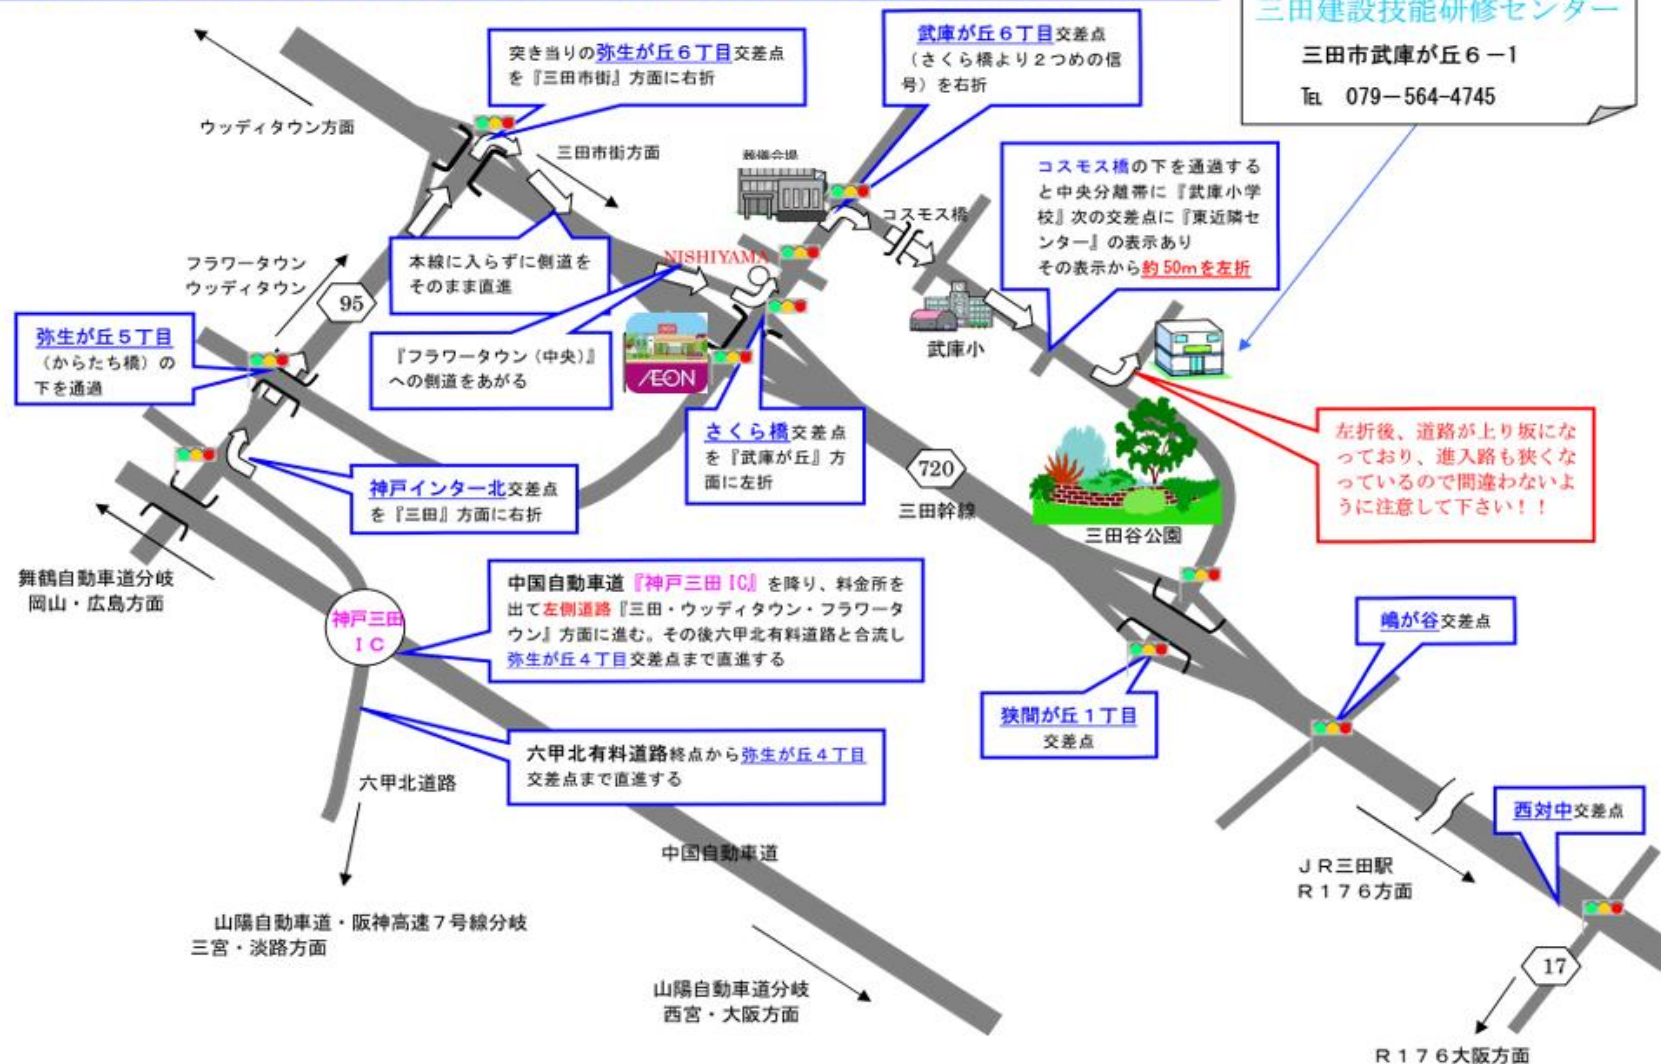 三田建設技能研修センター
三田市武庫が丘６－1
℡ 079－564-4745
突き当りの弥生が丘６丁目交差点
を『三田市街』方面に右折
武庫が丘６丁目交差点
（さくら橋より２つめの信
号）を右折
ウッディタウン方面
三田市街方面
葬儀会場
コスモス橋
コスモス橋の下を通過する
と中央分離帯に『武庫小学
校』次の交差点に『東近隣セ
ンター』の表示あり
その表示から約50mを左折
本線に入らずに側道を
そのまま直進
NISHIYAMA
フラワータウン
ウッディタウン
95
弥生が丘５丁目
（からたち橋）の
下を通過
『フラワータウン（中央）』
への側道をあがる
ÆON
武庫小
さくら橋交差点
を『武庫が丘』方
面に左折
左折後、道路が上り坂にな
っており、進入路も狭くな
っているので間違わないよ
うに注意して下さい！！
神戸インター北交差点
を『三田』方面に右折
720
三田幹線
三田谷公園
舞鶴自動車道分岐
岡山・広島方面
神戸三田
ＩＣ
中国自動車道『神戸三田IC』を降り、料金所を
出て左側道路『三田・ウッディタウン・フラワータ
ウン』方面に進む。その後六甲北有料道路と合流し
弥生が丘４丁目交差点まで直進する
嶋が谷交差点
狭間が丘１丁目
交差点
六甲北有料道路終点から弥生が丘４丁目
交差点まで直進する
六甲北道路
西対中交差点
中国自動車道
ＪＲ三田駅
Ｒ１７６方面
山陽自動車道・阪神高速７号線分岐
三宮・淡路方面
17
山陽自動車道分岐
西宮・大阪方面
Ｒ１７６大阪方面